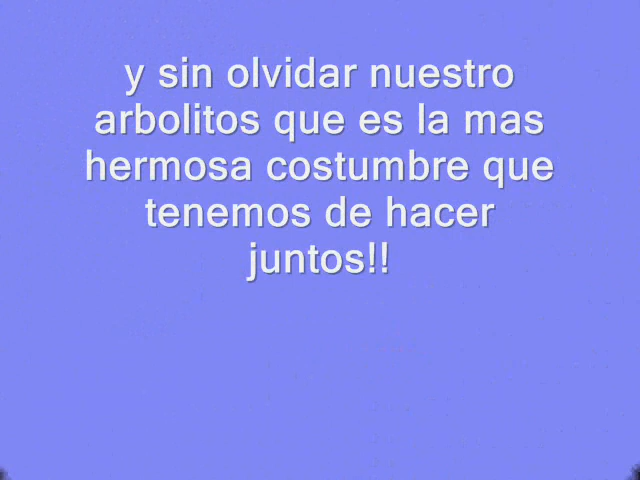 y sin olvidar nuestro
arbolitos que es la mas
hermosa costumbre que
tenemos de hacer
juntos!!